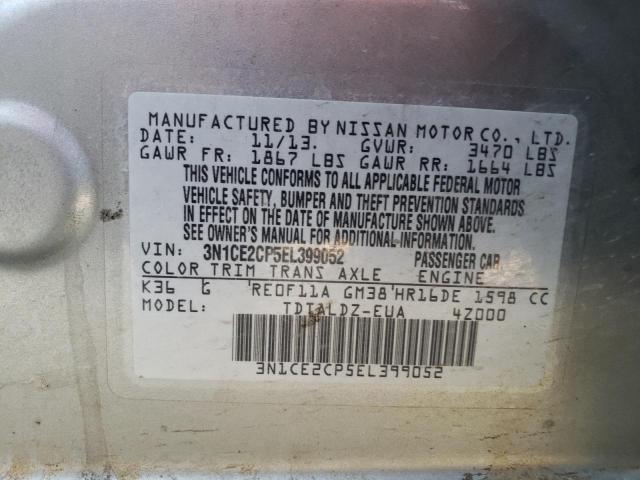 MANUFACTURED BY NISSAN MOTOR CO., LTD.
DATE: 11/13. GVWR: 3470 LBS
GAWR FR: 1867 LBS GAWR RR: 1664 LBS
THIS VEHICLE CONFORMS TO ALL APPLICABLE FEDERAL MOTOR
VEHICLE SAFETY, BUMPER AND THEFT PREVENTION STANDARDS
IN EFFECT ON THE DATE OF MANUFACTURE SHOWN ABOVE.
SEE OWNERS MANUAL FOR ADDITIONAL INFORMATION.
VIN: 3N1CE2CP5EL399052 PASSENGER CAR
COLOR TRIM TRANS AXLE ENGINE
K36 G RE0F11A GM38 HR16DE 1598 CC
MODEL: TDTALDZ-EUA 4Z000
3N1CE2CP5EL399052